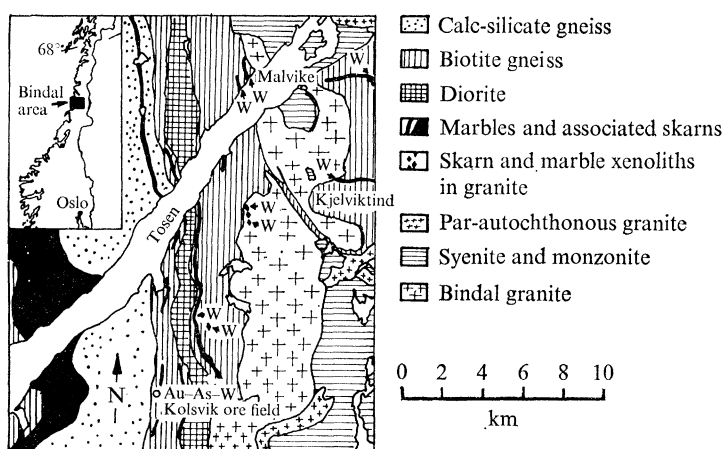 68°
Bindal
area
Oslo
Malvike
W
W
W
W
Kjelviktind
W
W
Tosen
W
W
N
Au–As–W
Kolsvik ore field
Calc-silicate gneiss
Biotite gneiss
Diorite
Marbles and associated skarns
Skarn and marble xenoliths
in granite
Par-autochthonous granite
Syenite and monzonite
Bindal granite
0 2 4 6 8 10
km